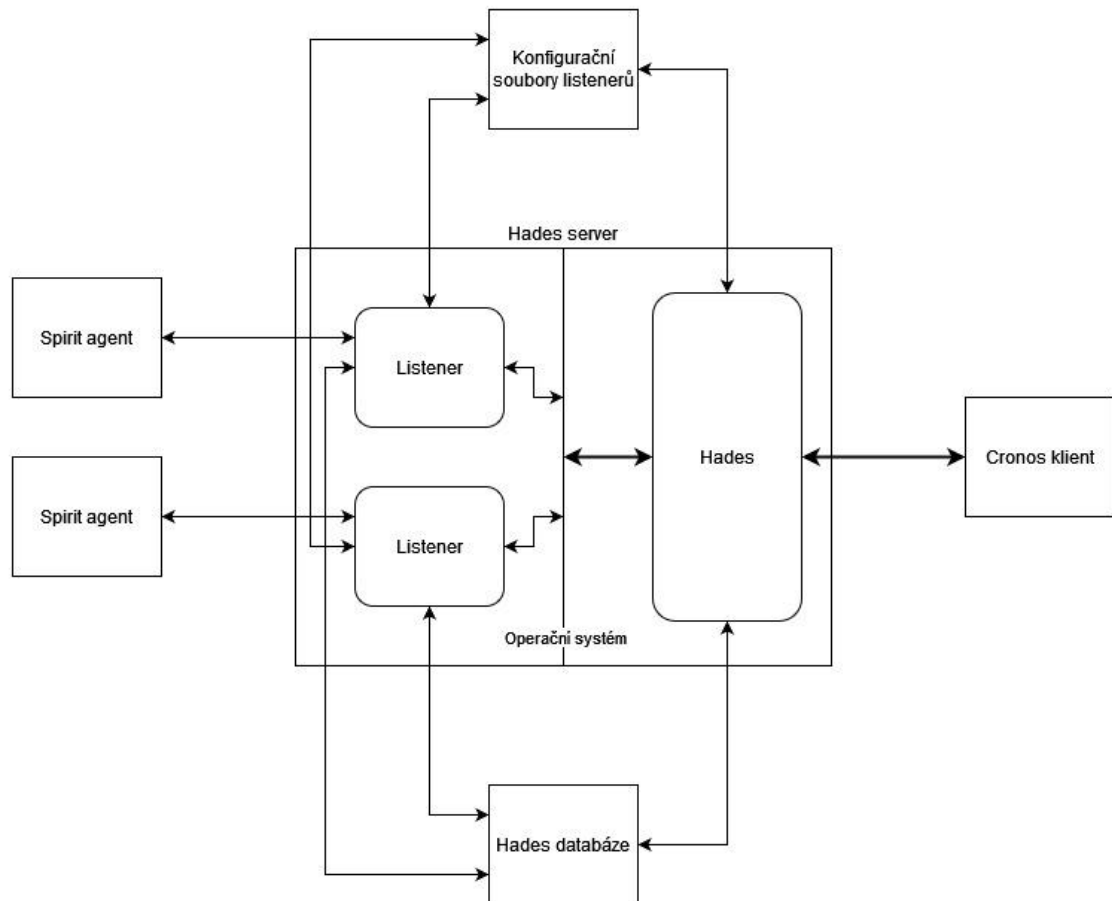 Konfigurační
soubory listenerů
Hades server
Spirit agent
Listener
Hades
Cronos klient
Spirit agent
Listener
Operační systém
Hades databáze